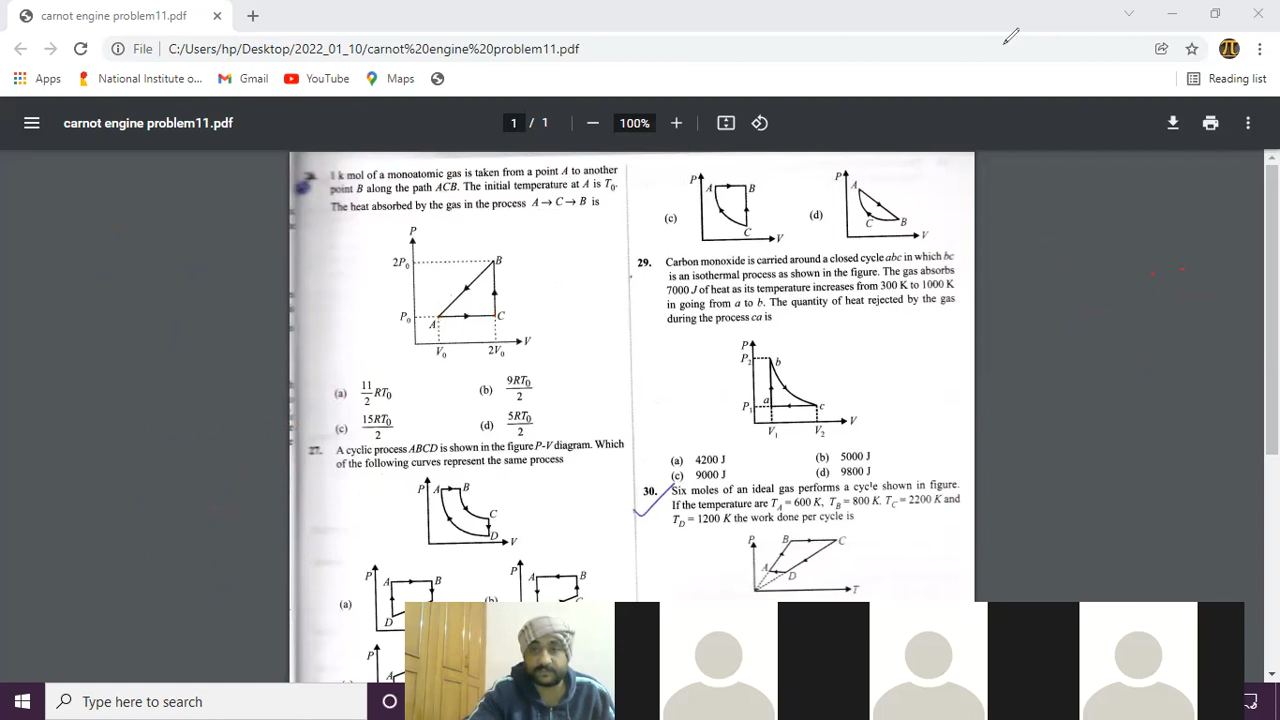 carnot engine problem11.pdf
File C:/Users/hp/Desktop/2022_01_10/carnot%20engine%20problem11.pdf
Apps National Institute o... Gmail YouTube Maps Reading list
carnot engine problem11.pdf 1 / 1 100%
k mol of a monoatomic gas is taken from a point A to another
point B along the path ACB. The initial temperature at A is T0.
The heat absorbed by the gas in the process A → C → B is
P
2P0 B
P0 A C
V0 2V0 V
(a) 11/2 RT0 (b) 9RT0/2
(c) 15RT0/2 (d) 5RT0/2
27. A cyclic process ABCD is shown in the figure P-V diagram. Which
of the following curves represent the same process
P A B
C
D V
P A B
(a)
D
P A B
(b)
P
A
P A B
(c)
C V
P A
(d)
C B
V
29. Carbon monoxide is carried around a closed cycle abc in which bc
is an isothermal process as shown in the figure. The gas absorbs
7000 J of heat as its temperature increases from 300 K to 1000 K
in going from a to b. The quantity of heat rejected by the gas
during the process ca is
P
P2 b
P1 a c
V1 V2 V
(a) 4200 J (b) 5000 J
(c) 9000 J (d) 9800 J
30. Six moles of an ideal gas performs a cycle shown in figure.
If the temperature are TA = 600 K, TB = 800 K. TC = 2200 K and
TD = 1200 K the work done per cycle is
P B C
A D
T
Type here to search